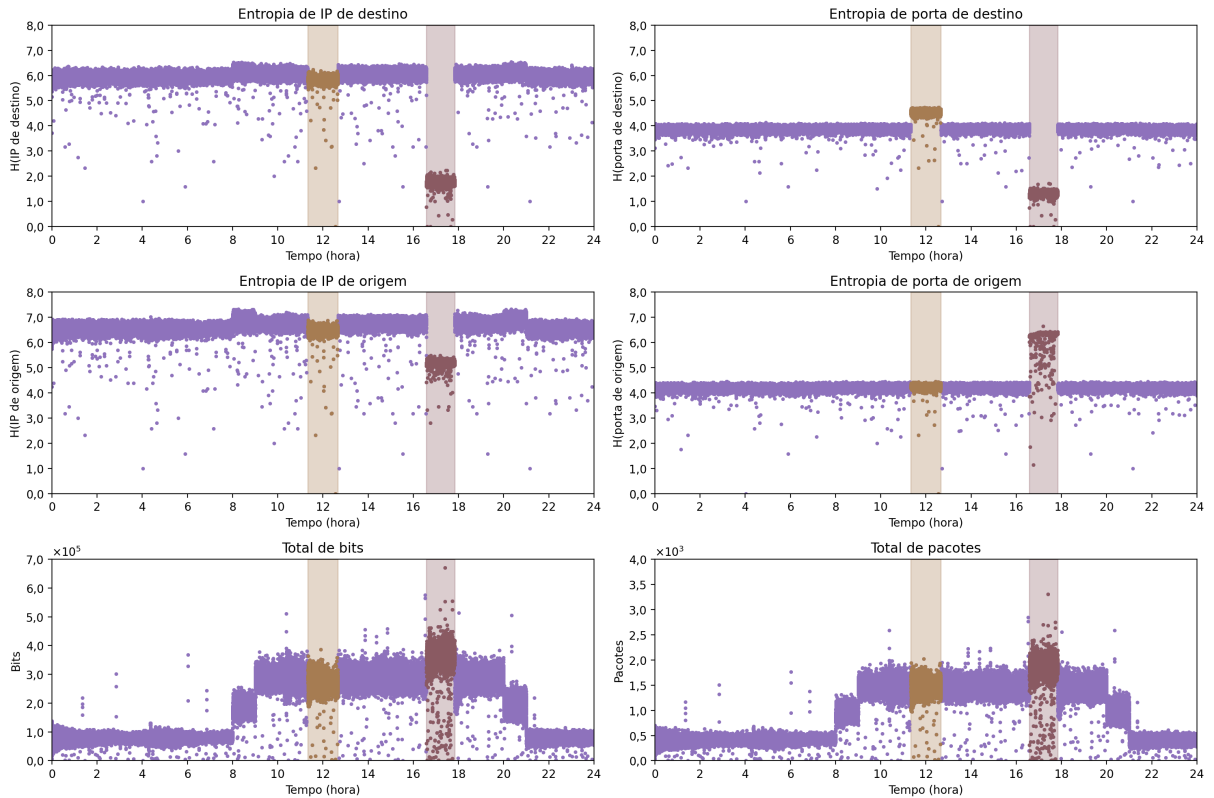 Entropia de IP de destino
H(IP de destino)
8,0
7,0
6,0
5,0
4,0
3,0
2,0
1,0
0,0
0 2 4 6 8 10 12 14 16 18 20 22 24
Tempo (hora)
Entropia de porta de destino
H(porta de destino)
8,0
7,0
6,0
5,0
4,0
3,0
2,0
1,0
0,0
0 2 4 6 8 10 12 14 16 18 20 22 24
Tempo (hora)
Entropia de IP de origem
H(IP de origem)
8,0
7,0
6,0
5,0
4,0
3,0
2,0
1,0
0,0
0 2 4 6 8 10 12 14 16 18 20 22 24
Tempo (hora)
Entropia de porta de origem
H(porta de origem)
8,0
7,0
6,0
5,0
4,0
3,0
2,0
1,0
0,0
0 2 4 6 8 10 12 14 16 18 20 22 24
Tempo (hora)
Total de bits
×10⁵
Bits
7,0
6,0
5,0
4,0
3,0
2,0
1,0
0,0
0 2 4 6 8 10 12 14 16 18 20 22 24
Tempo (hora)
Total de pacotes
×10³
Pacotes
4,0
3,5
3,0
2,5
2,0
1,5
1,0
0,5
0,0
0 2 4 6 8 10 12 14 16 18 20 22 24
Tempo (hora)